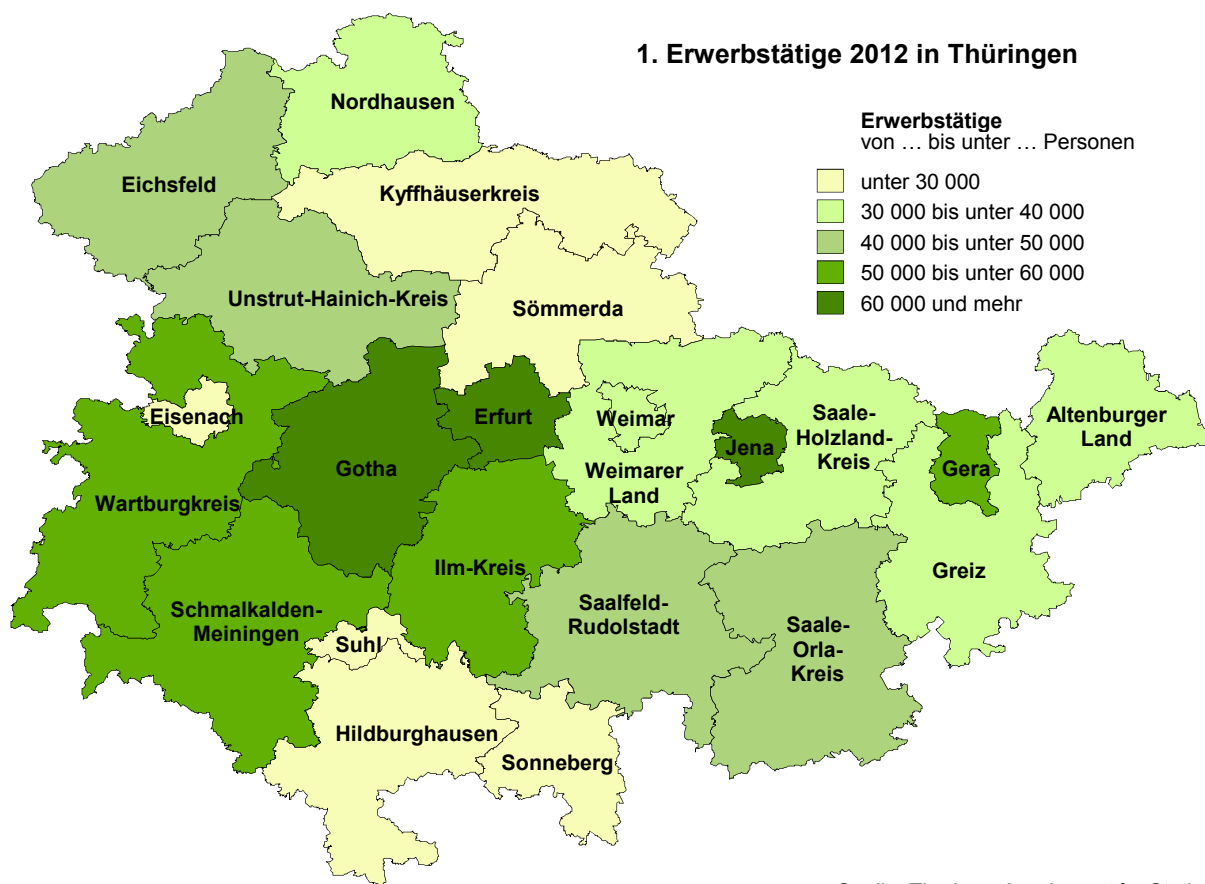 1. Erwerbstätige 2012 in Thüringen
Erwerbstätige
von … bis unter … Personen
unter 30 000
30 000 bis unter 40 000
40 000 bis unter 50 000
50 000 bis unter 60 000
60 000 und mehr
Nordhausen
Eichsfeld
Kyffhäuserkreis
Unstrut-Hainich-Kreis
Sömmerda
Eisenach
Erfurt
Weimar
Saale-
Holzland-
Kreis
Altenburger
Land
Jena
Gotha
Weimarer
Land
Gera
Wartburgkreis
Ilm-Kreis
Greiz
Schmalkalden-
Meiningen
Saalfeld-
Rudolstadt
Saale-
Orla-
Kreis
Suhl
Hildburghausen
Sonneberg